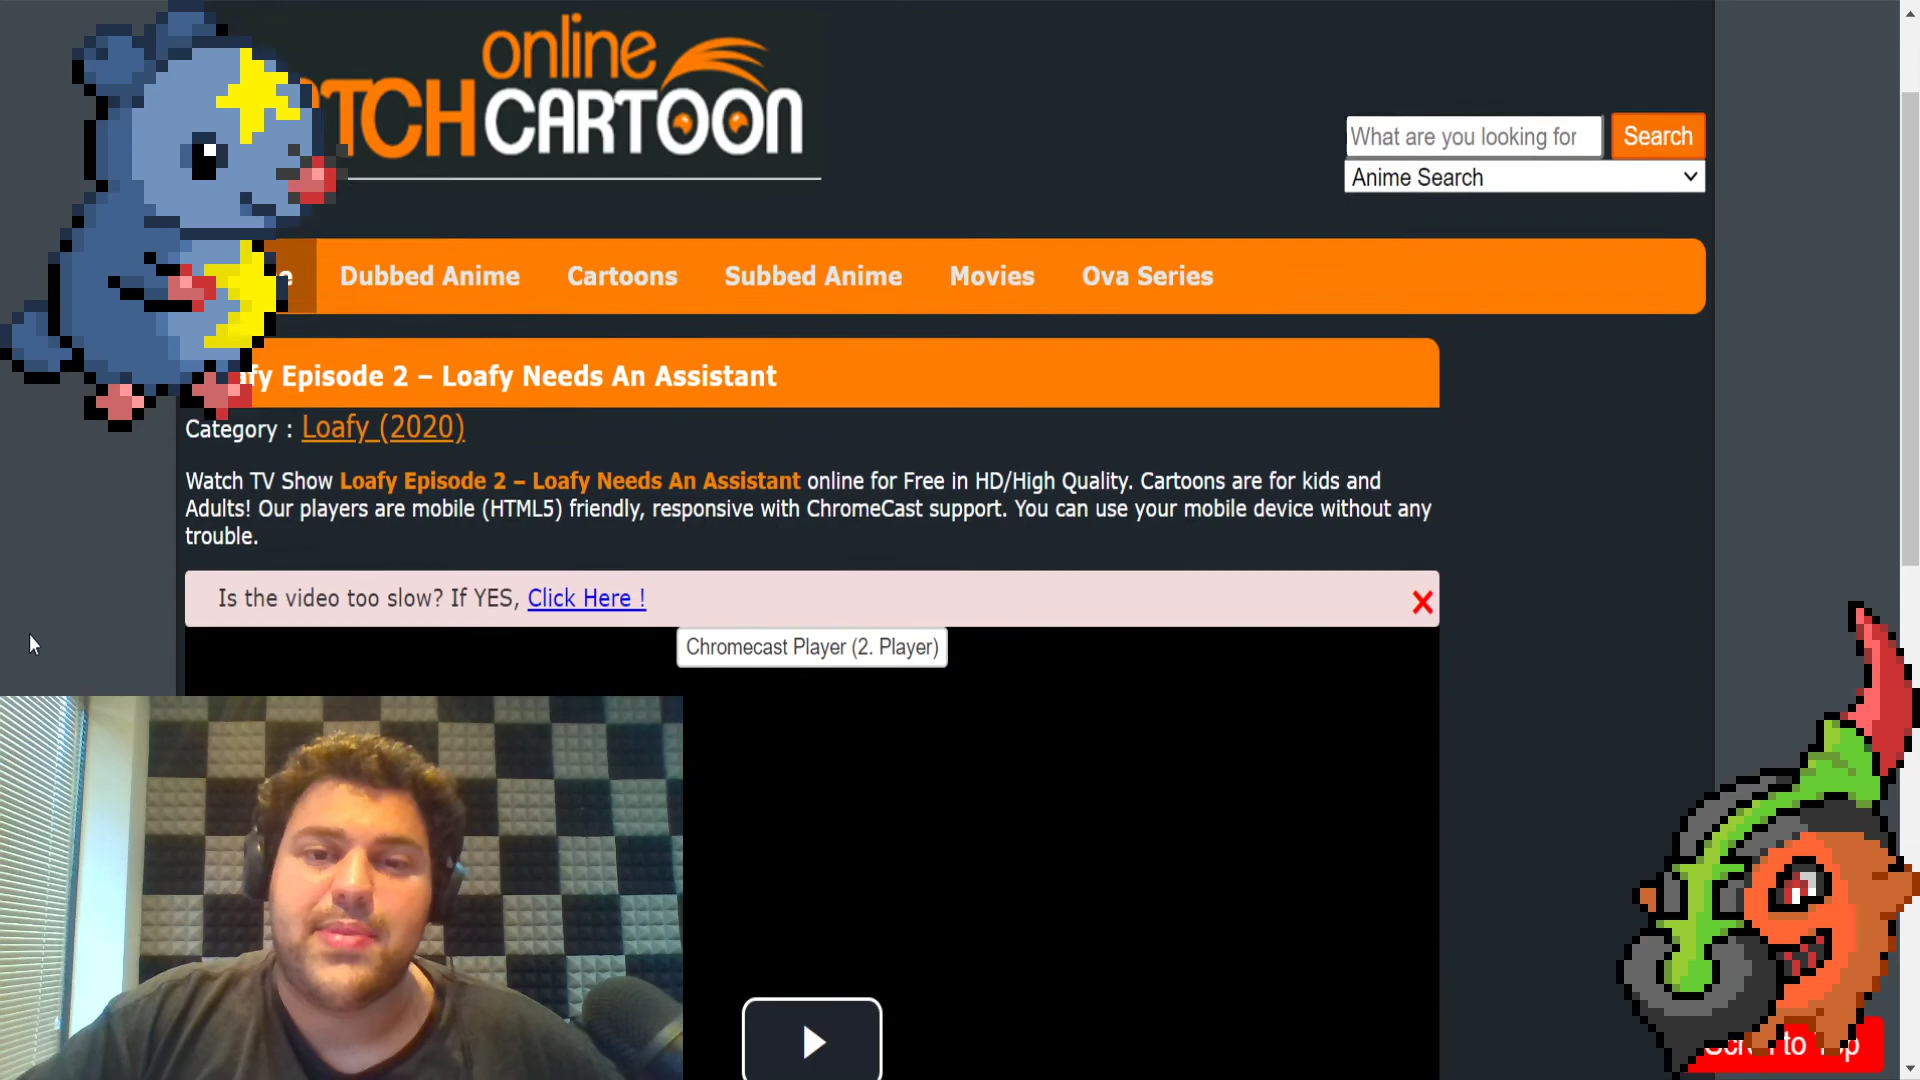 online
TCH CARTOON
What are you looking for
Search
Anime Search
e
Dubbed Anime
Cartoons
Subbed Anime
Movies
Ova Series
fy Episode 2 – Loafy Needs An Assistant
Category : Loafy (2020)
Watch TV Show Loafy Episode 2 – Loafy Needs An Assistant online for Free in HD/High Quality. Cartoons are for kids and
Adults! Our players are mobile (HTML5) friendly, responsive with ChromeCast support. You can use your mobile device without any
trouble.
Is the video too slow? If YES, Click Here !
Chromecast Player (2. Player)
to